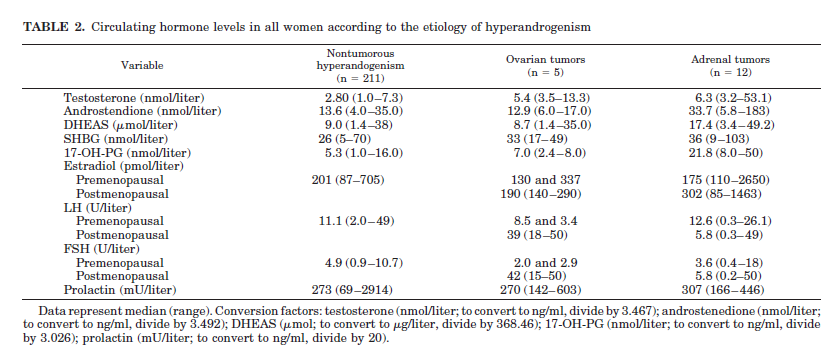 TABLE 2. Circulating hormone levels in all women according to the etiology of hyperandrogenism
Variable Nontumorous hyperandogenism (n = 211) Ovarian tumors (n = 5) Adrenal tumors (n = 12)
Testosterone (nmol/liter) 2.80 (1.0–7.3) 5.4 (3.5–13.3) 6.3 (3.2–53.1)
Androstendione (nmol/liter) 13.6 (4.0–35.0) 12.9 (6.0–17.0) 33.7 (5.8–183)
DHEAS (μmol/liter) 9.0 (1.4–38) 8.7 (1.4–35.0) 17.4 (3.4–49.2)
SHBG (nmol/liter) 26 (5–70) 33 (17–49) 36 (9–103)
17-OH-PG (nmol/liter) 5.3 (1.0–16.0) 7.0 (2.4–8.0) 21.8 (8.0–50)
Estradiol (pmol/liter)
Premenopausal 201 (87–705) 130 and 337 175 (110–2650)
Postmenopausal 190 (140–290) 302 (85–1463)
LH (U/liter)
Premenopausal 11.1 (2.0–49) 8.5 and 3.4 12.6 (0.3–26.1)
Postmenopausal 39 (18–50) 5.8 (0.3–49)
FSH (U/liter)
Premenopausal 4.9 (0.9–10.7) 2.0 and 2.9 3.6 (0.4–18)
Postmenopausal 42 (15–50) 5.8 (0.2–50)
Prolactin (mU/liter) 273 (69–2914) 270 (142–603) 307 (166–446)
Data represent median (range). Conversion factors: testosterone (nmol/liter; to convert to ng/ml, divide by 3.467); androstenedione (nmol/liter;
to convert to ng/ml, divide by 3.492); DHEAS (μmol; to convert to μg/liter, divide by 368.46); 17-OH-PG (nmol/liter; to convert to ng/ml, divide
by 3.026); prolactin (mU/liter; to convert to ng/ml, divide by 20).